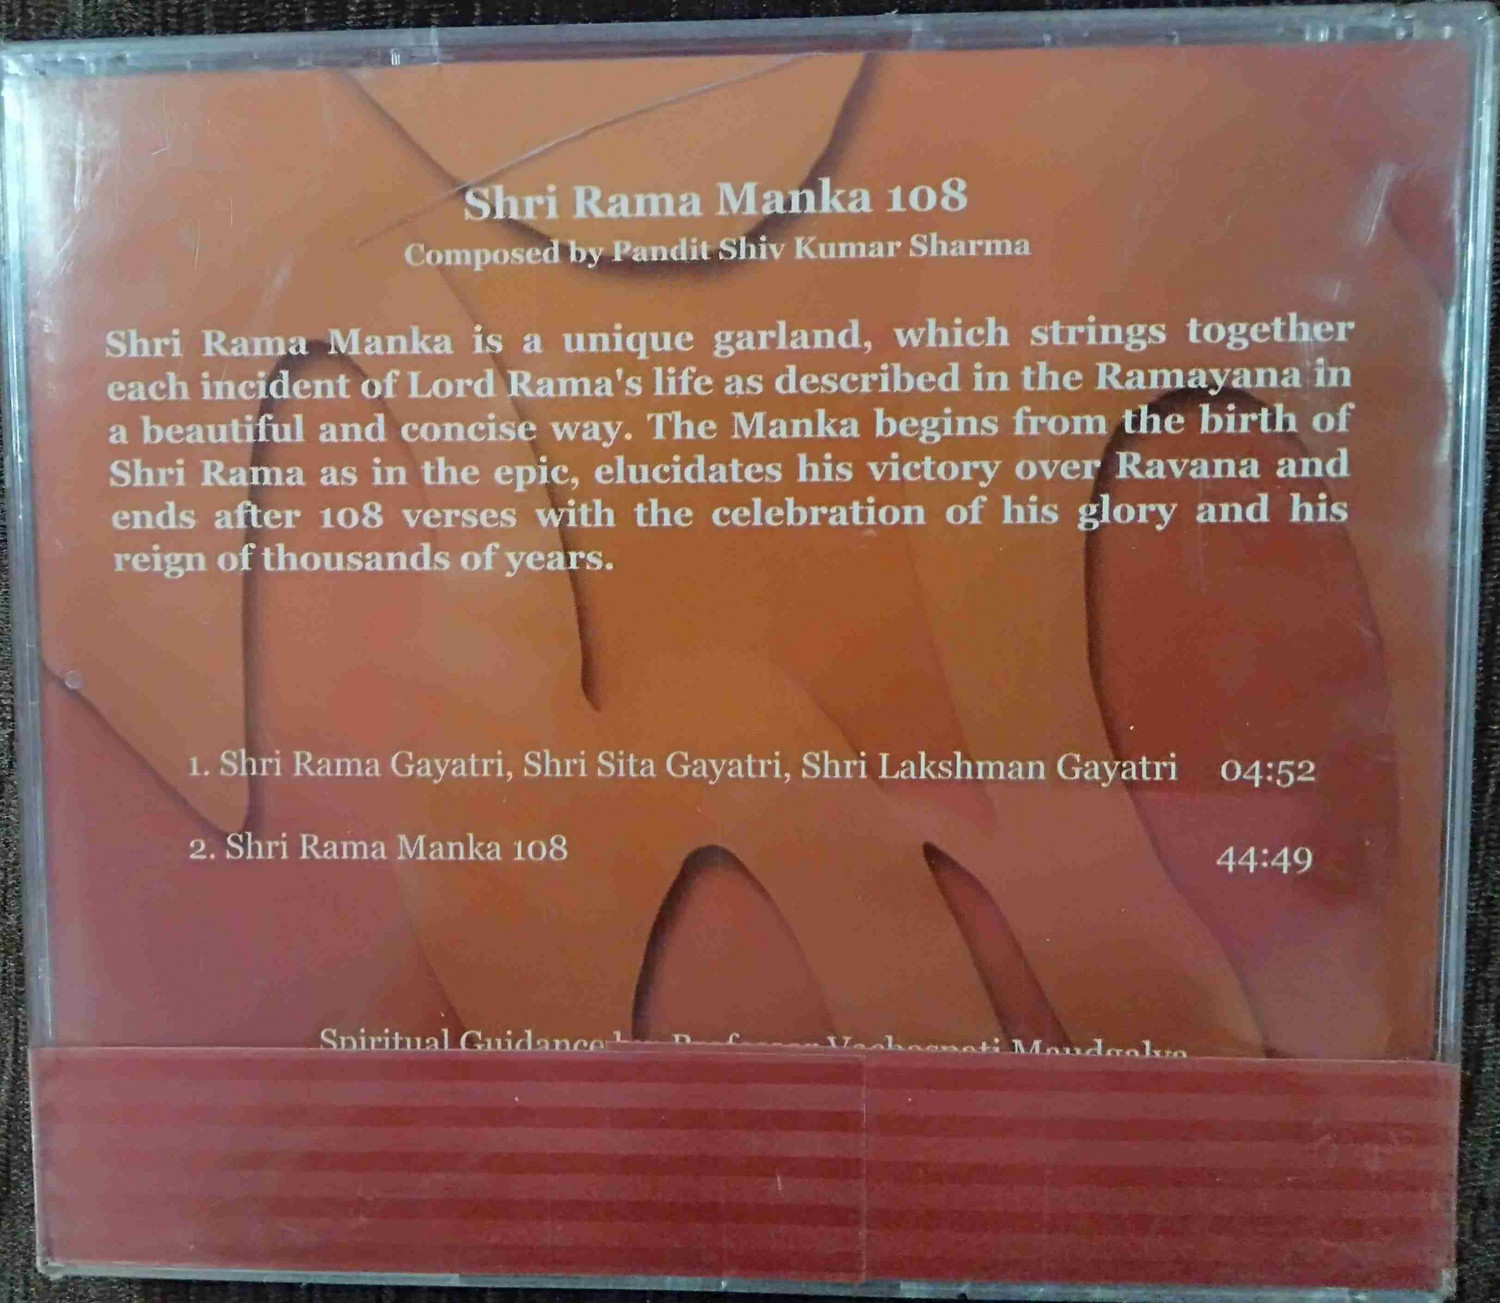 Shri Rama Manka 108
Composed by Pandit Shiv Kumar Sharma
Shri Rama Manka is a unique garland, which strings together
each incident of Lord Rama's life as described in the Ramayana in
a beautiful and concise way. The Manka begins from the birth of
Shri Rama as in the epic, elucidates his victory over Ravana and
ends after 108 verses with the celebration of his glory and his
reign of thousands of years.
1. Shri Rama Gayatri, Shri Sita Gayatri, Shri Lakshman Gayatri 04:52
2. Shri Rama Manka 108 44:49
Spiritual Guidance